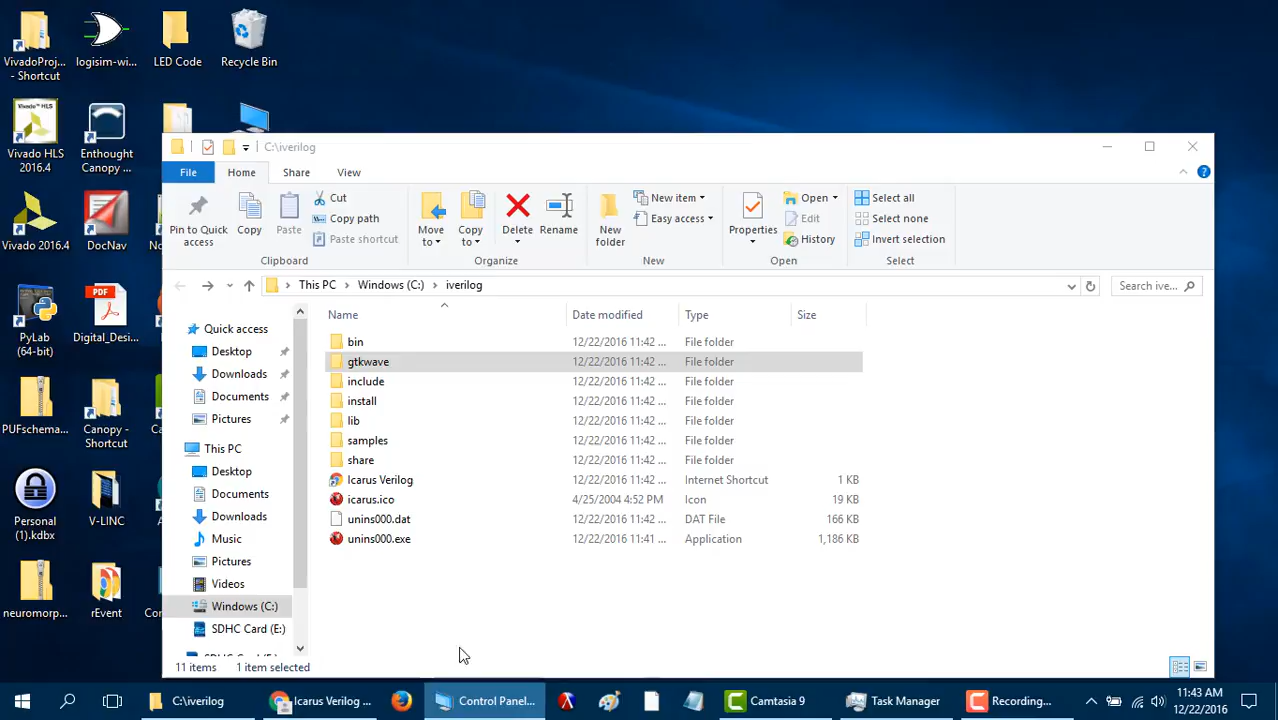 VivadoProj...
- Shortcut
logisim-wi...
LED Code
Recycle Bin
Vivado HLS
2016.4
Enthought
Canopy ...
Vivado 2016.4
DocNav
PyLab
(64-bit)
PDF
Digital_Desi...
PUFschema...
Canopy -
Shortcut
Personal
(1).kdbx
V-LINC
neuromorp...
rEvent
C:\iverilog
File
Home
Share
View
Pin to Quick
access
Copy
Paste
Cut
Copy path
Paste shortcut
Clipboard
Move
to
Copy
to
Delete
Rename
Organize
New
folder
New item
Easy access
New
Properties
Open
Edit
History
Open
Select all
Select none
Invert selection
Select
This PC
Windows (C:)
iverilog
Search ive...
Quick access
Desktop
Downloads
Documents
Pictures
This PC
Desktop
Documents
Downloads
Music
Pictures
Videos
Windows (C:)
SDHC Card (E:)
Name Date modified Type Size
bin 12/22/2016 11:42 ... File folder
gtkwave 12/22/2016 11:42 ... File folder
include 12/22/2016 11:42 ... File folder
install 12/22/2016 11:42 ... File folder
lib 12/22/2016 11:42 ... File folder
samples 12/22/2016 11:42 ... File folder
share 12/22/2016 11:42 ... File folder
Icarus Verilog 12/22/2016 11:42 ... Internet Shortcut 1 KB
icarus.ico 4/25/2004 4:52 PM Icon 19 KB
unins000.dat 12/22/2016 11:42 ... DAT File 166 KB
unins000.exe 12/22/2016 11:41 ... Application 1,186 KB
11 items 1 item selected
C:\iverilog
Icarus Verilog ...
Control Panel...
Camtasia 9
Task Manager
Recording...
11:43 AM
12/22/2016